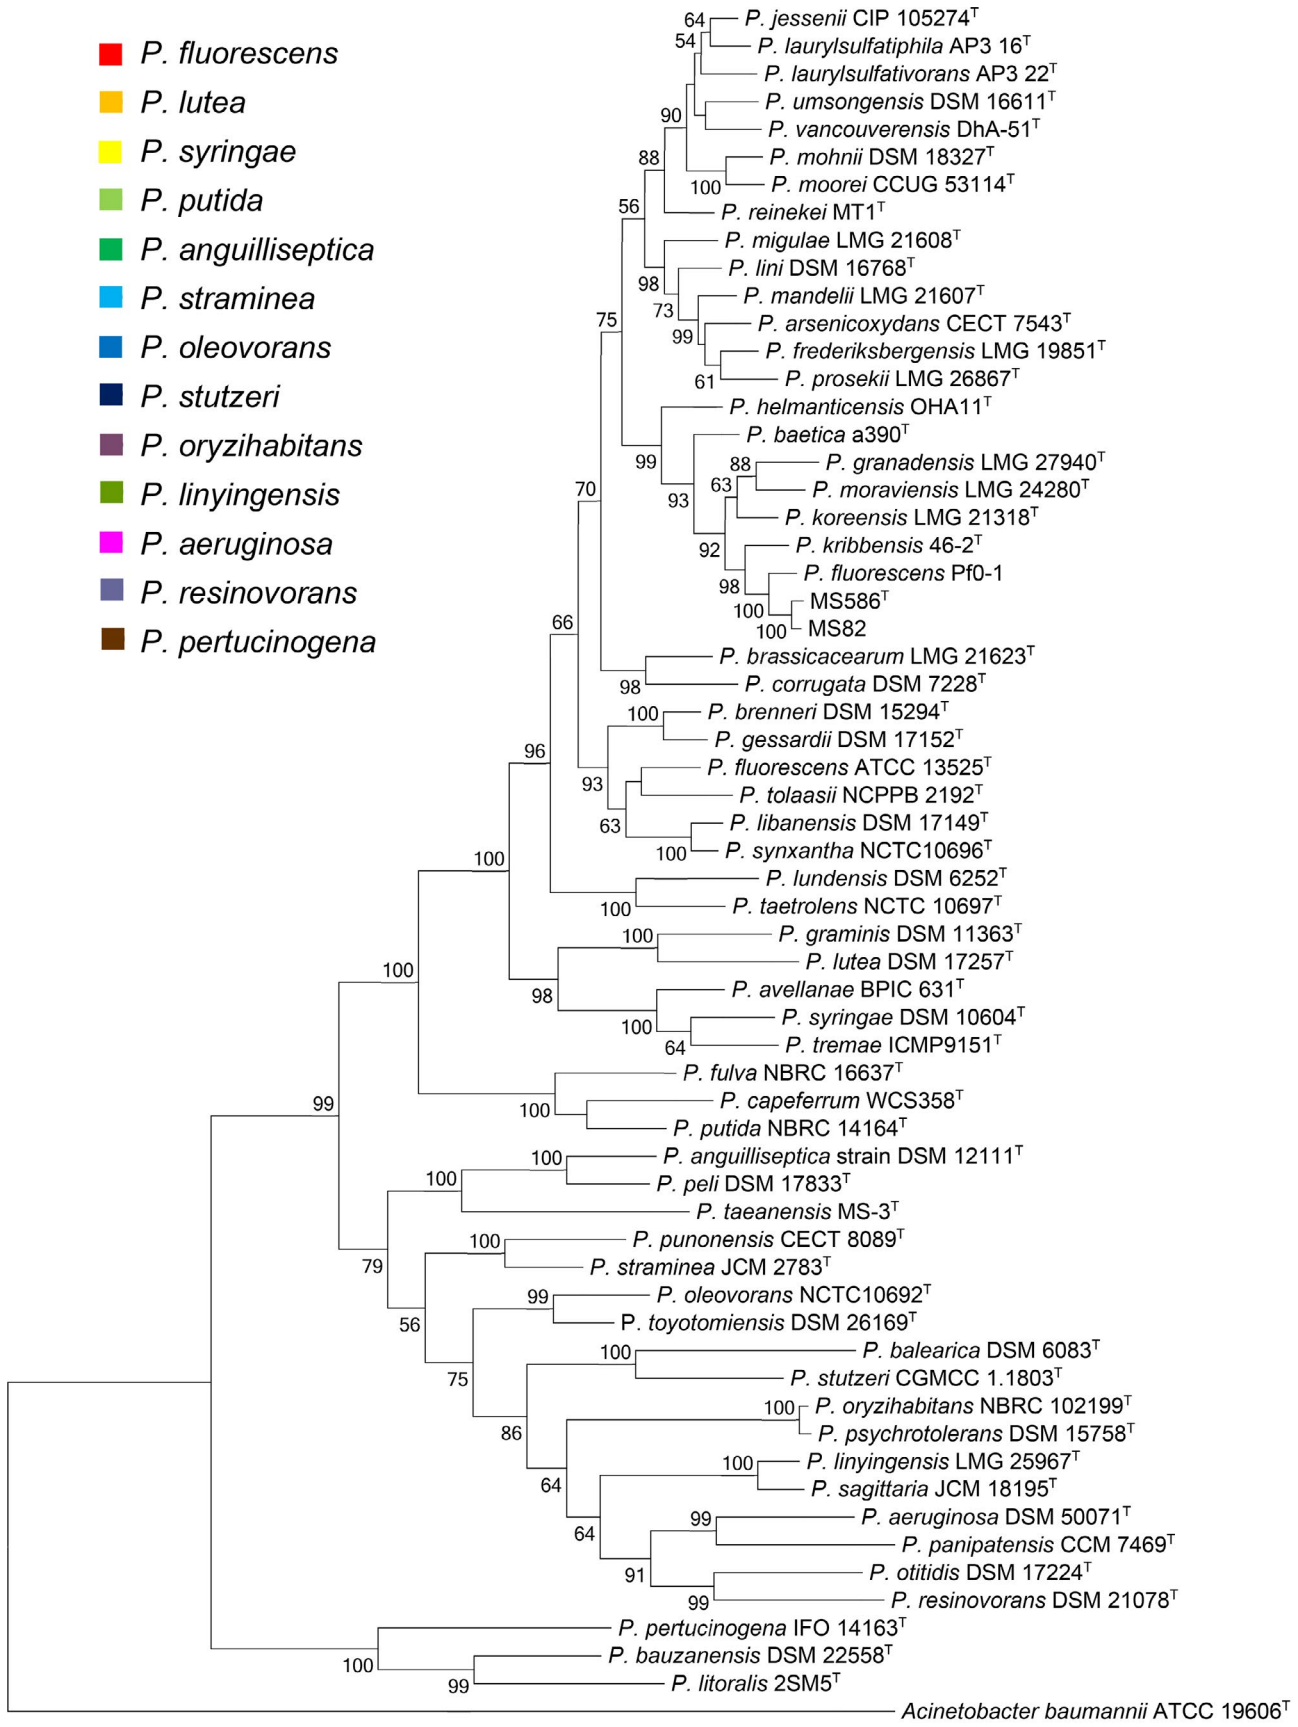 P. fluorescens
P. lutea
P. syringae
P. putida
P. anguilliseptica
P. straminea
P. oleovorans
P. stutzeri
P. oryzihabitans
P. linyingensis
P. aeruginosa
P. resinovorans
P. pertucinogena
64 P. jessenii CIP 105274T
54
P. laurylsulfatiphila AP3 16T
P. laurylsulfativorans AP3 22T
P. umsongensis DSM 16611T
90
P. vancouverensis DhA-51T
88
P. mohnii DSM 18327T
100 P. moorei CCUG 53114T
56
P. reinekei MT1T
P. migulae LMG 21608T
P. lini DSM 16768T
98
P. mandelii LMG 21607T
73
75
P. arsenicoxydans CECT 7543T
99
P. frederiksbergensis LMG 19851T
61 P. prosekii LMG 26867T
P. helmanticensis OHA11T
P. baetica a390T
99
88 P. granadensis LMG 27940T
63
P. moraviensis LMG 24280T
70
93
P. koreensis LMG 21318T
92
P. kribbensis 46-2T
98
P. fluorescens Pf0-1
100
MS586T
100 MS82
66
P. brassicacearum LMG 21623T
98 P. corrugata DSM 7228T
100 P. brenneri DSM 15294T
P. gessardii DSM 17152T
96
P. fluorescens ATCC 13525T
93
P. tolaasii NCPPB 2192T
63
P. libanensis DSM 17149T
100 P. synxantha NCTC10696T
100
P. lundensis DSM 6252T
100 P. taetrolens NCTC 10697T
100 P. graminis DSM 11363T
P. lutea DSM 17257T
100
98
P. avellanae BPIC 631T
100
P. syringae DSM 10604T
64 P. tremae ICMP9151T
P. fulva NBRC 16637T
99
100
P. capeferrum WCS358T
P. putida NBRC 14164T
100 P. anguilliseptica strain DSM 12111T
100
P. peli DSM 17833T
P. taeanensis MS-3T
100 P. punonensis CECT 8089T
79
P. straminea JCM 2783T
99 P. oleovorans NCTC10692T
56
P. toyotomiensis DSM 26169T
100 P. balearica DSM 6083T
75
P. stutzeri CGMCC 1.1803T
100 P. oryzihabitans NBRC 102199T
86
P. psychrotolerans DSM 15758T
100 P. linyingensis LMG 25967T
64
P. sagittaria JCM 18195T
99 P. aeruginosa DSM 50071T
64
P. panipatensis CCM 7469T
91
P. otitidis DSM 17224T
99 P. resinovorans DSM 21078T
P. pertucinogena IFO 14163T
100
P. bauzanensis DSM 22558T
99 P. litoralis 2SM5T
Acinetobacter baumannii ATCC 19606T